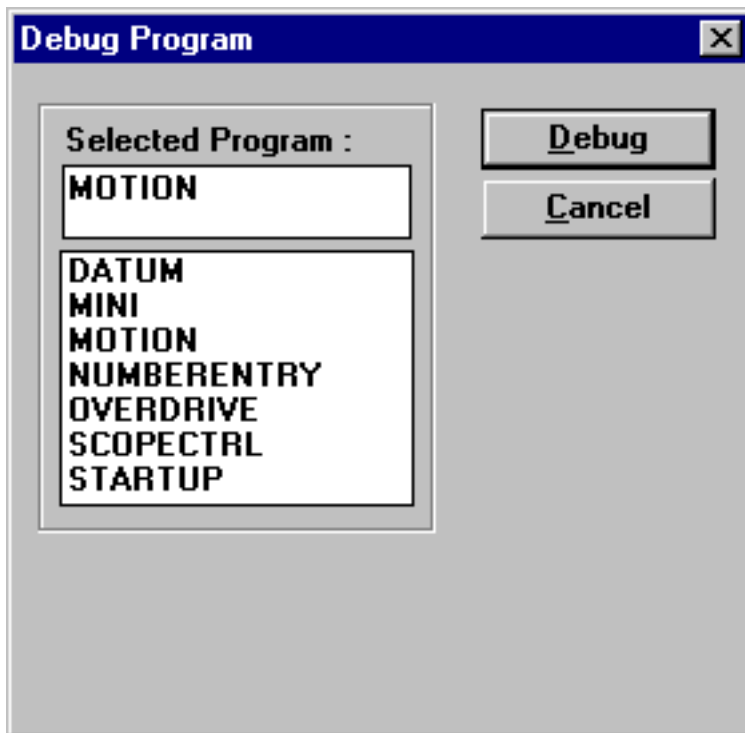 Debug Program
Selected Program :
MOTION
DATUM
MINI
MOTION
NUMBERENTRY
OVERDRIVE
SCOPECTRL
STARTUP
Debug
Cancel